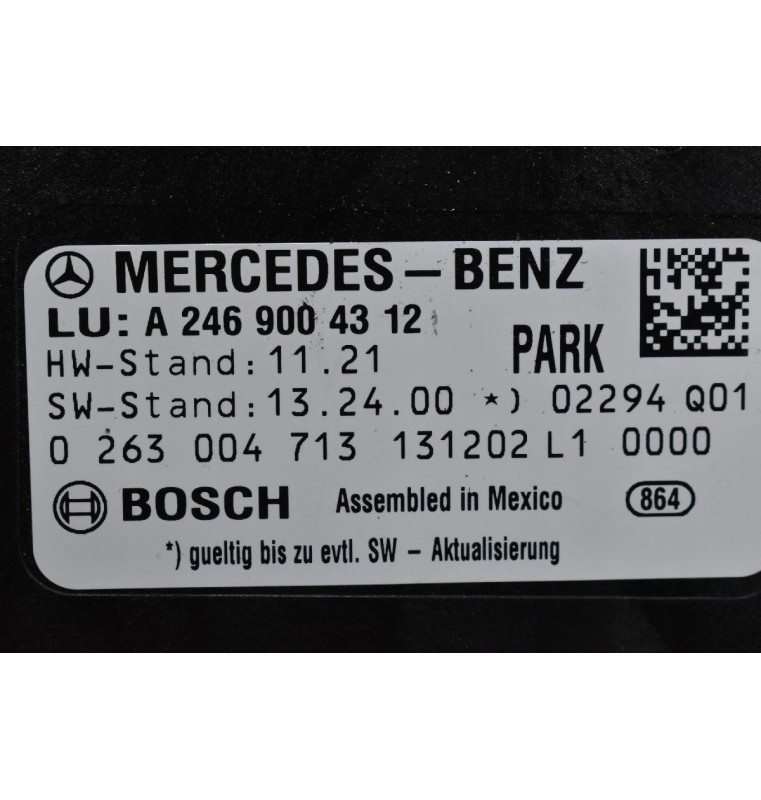 MERCEDES-BENZ
LU: A 246 900 43 12
HW-Stand: 11.21 PARK
SW-Stand: 13.24.00 *) 02294 Q01
0 263 004 713 131202 L1 0000
BOSCH Assembled in Mexico 864
*) gueltig bis zu evtl. SW - Aktualisierung